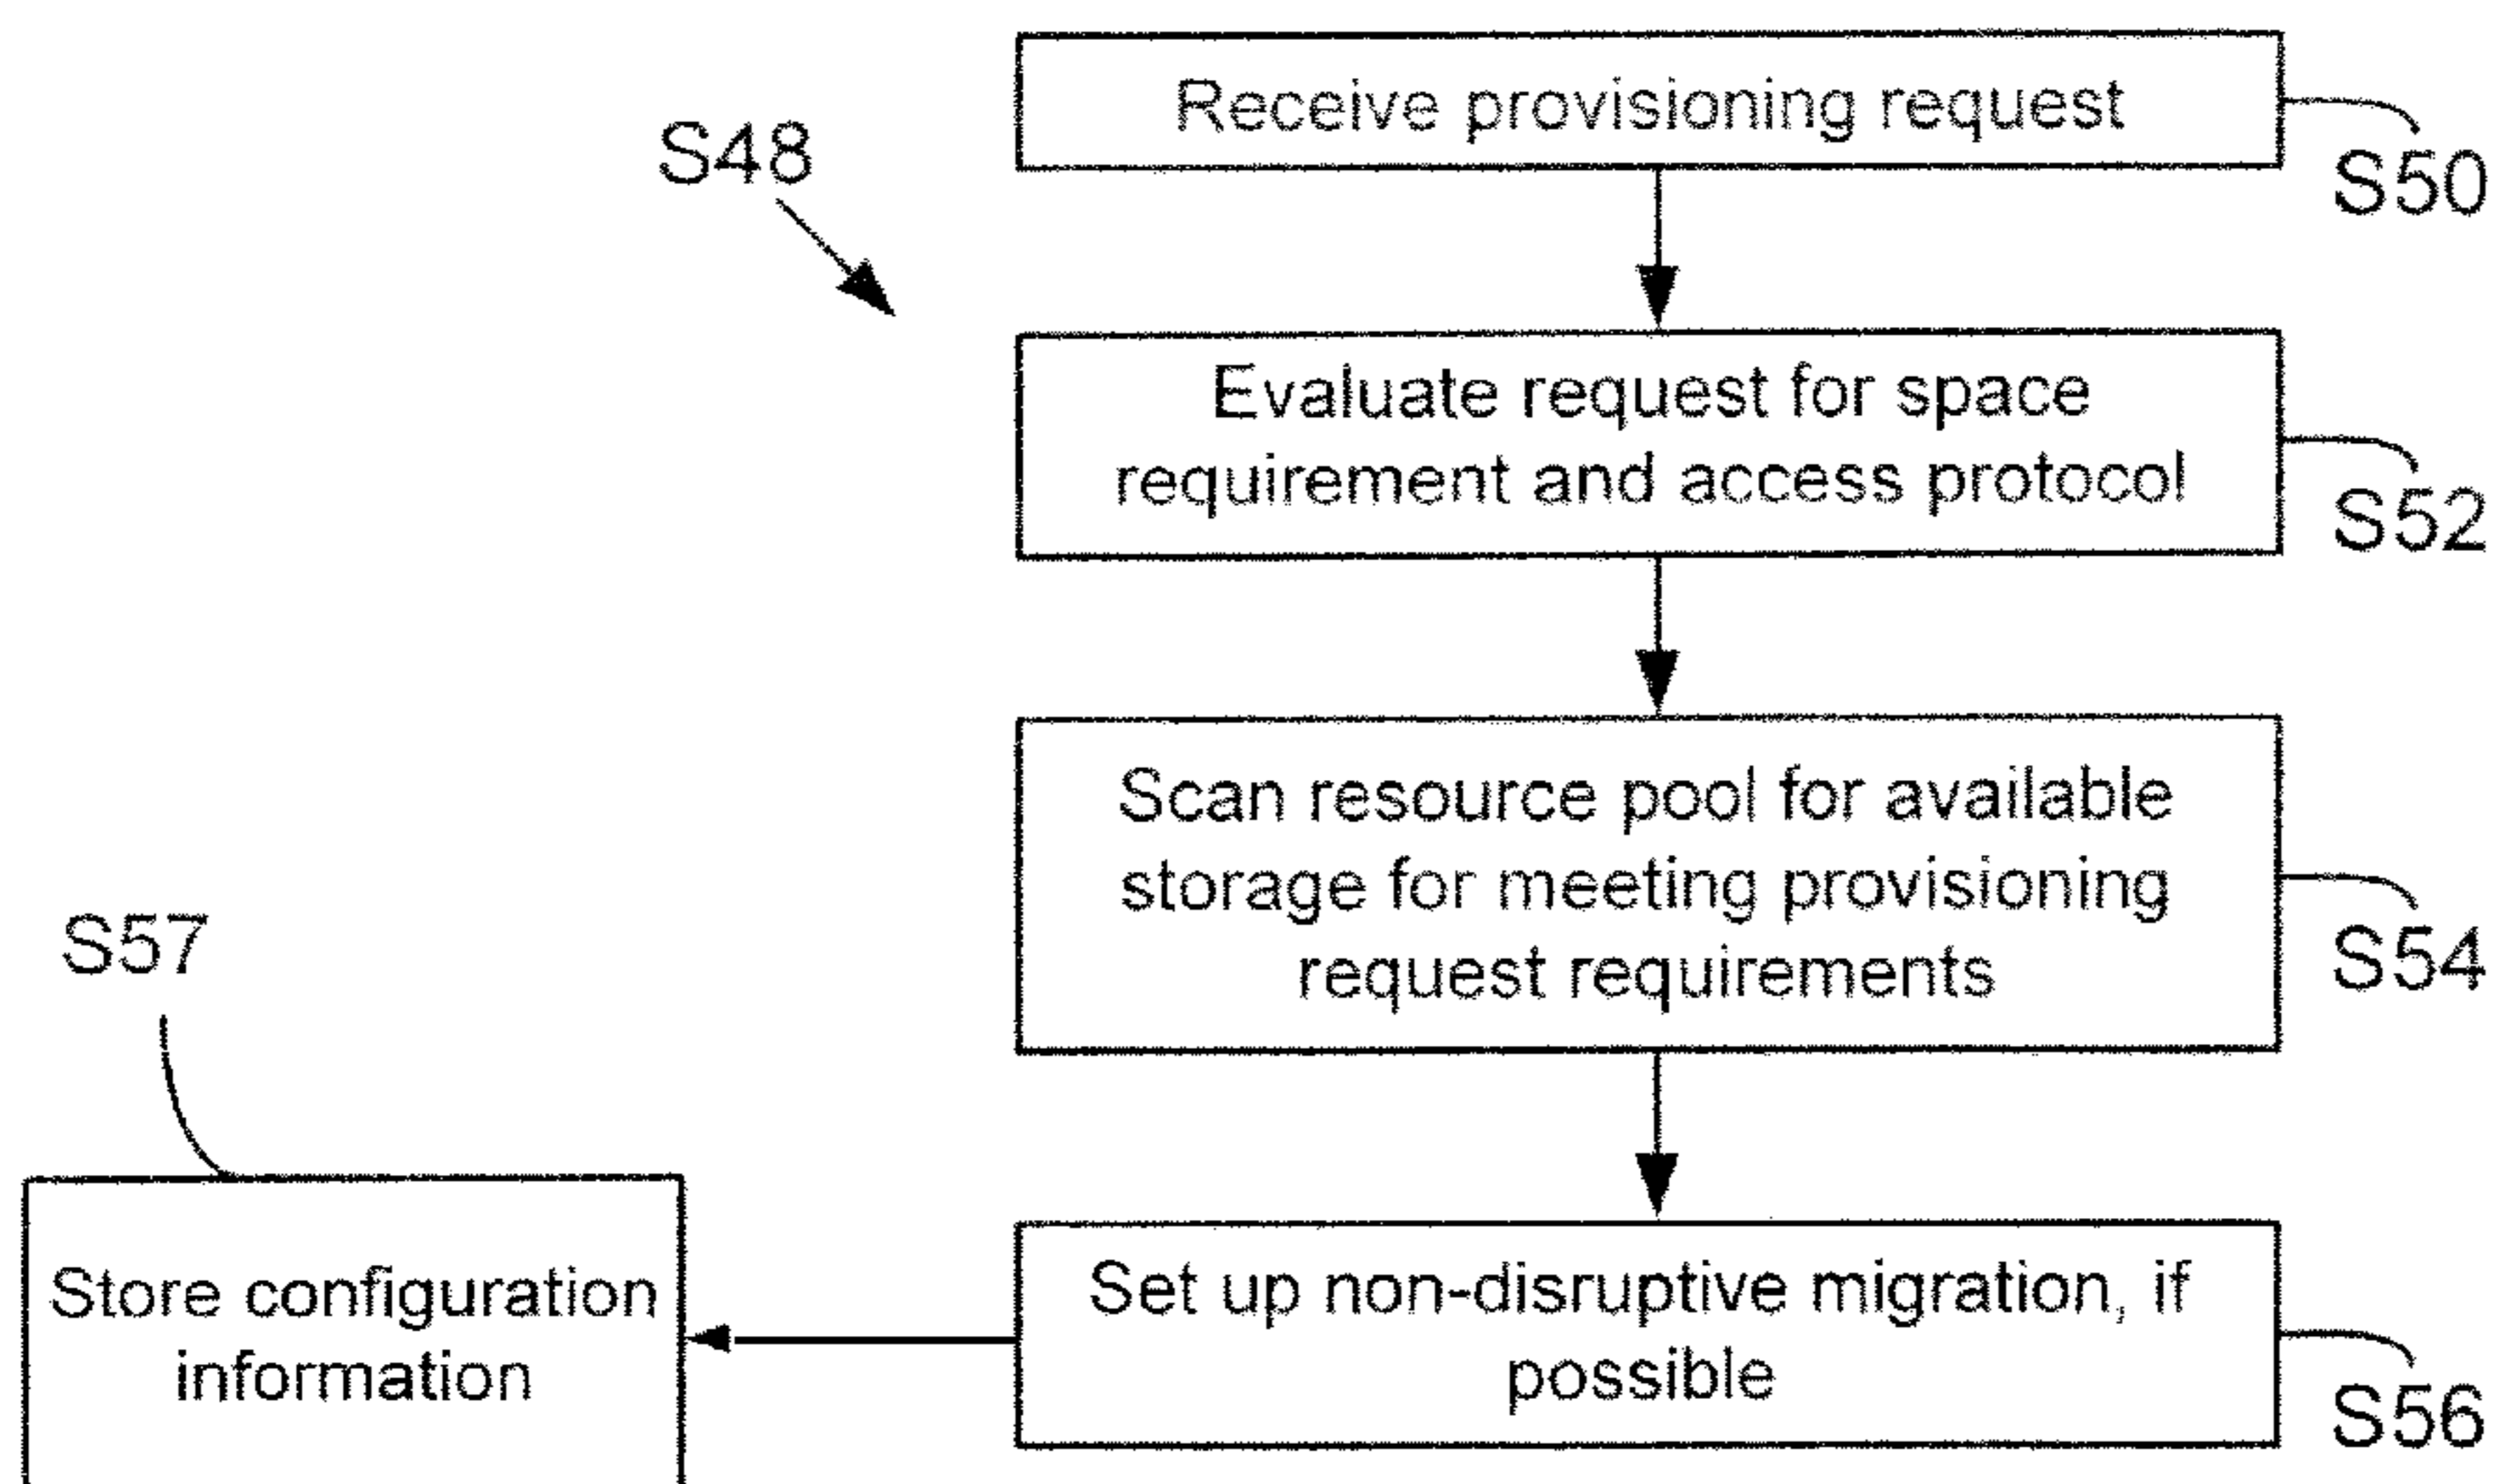 Receive provisioning request
S48
S50
Evaluate request for space
requirement and access protocol
S52
Scan resource pool for available
storage for meeting provisioning
request requirements
S54
S57
Set up non-disruptive migration, if
possible
S56
Store configuration
information